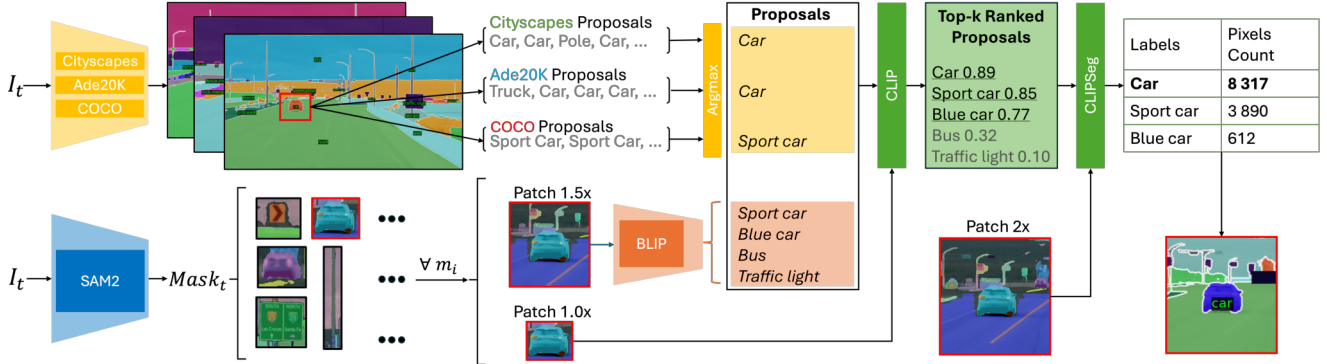 I_t
Cityscapes
Ade20K
COCO
Cityscapes Proposals
Car, Car, Pole, Car, ...
Ade20K Proposals
Truck, Car, Car, Car, ...
COCO Proposals
Sport Car, Sport Car, ...
Argmax
Proposals
Car
Car
Sport car
Sport car
Blue car
Bus
Traffic light
CLIP
Top-k Ranked
Proposals
Car 0.89
Sport car 0.85
Blue car 0.77
Bus 0.32
Traffic light 0.10
CLIPSeg
Labels Pixels
Count
Car 8 317
Sport car 3 890
Blue car 612
I_t
SAM2
Mask_t
∀ m_i
Patch 1.5x
BLIP
Patch 1.0x
Patch 2x
car